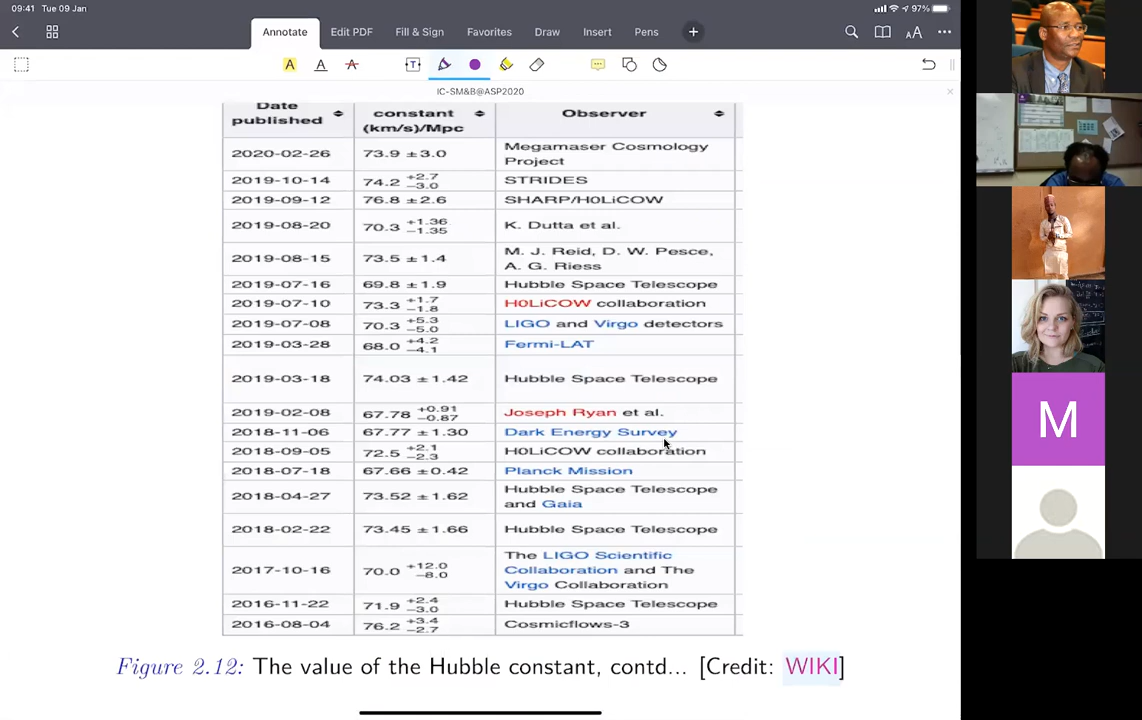 09:41 Tue 09 Jan
97%
Annotate Edit PDF Fill & Sign Favorites Draw Insert Pens
AA
A A A T
IC-SM&B@ASP2020
Date published constant (km/s)/Mpc Observer
2020-02-26 73.9 ±3.0 Megamaser Cosmology Project
2019-10-14 74.2 +2.7 −3.0 STRIDES
2019-09-12 76.8 ±2.6 SHARP/H0LiCOW
2019-08-20 70.3 +1.36 −1.35 K. Dutta et al.
2019-08-15 73.5 ±1.4 M. J. Reid, D. W. Pesce, A. G. Riess
2019-07-16 69.8 ±1.9 Hubble Space Telescope
2019-07-10 73.3 +1.7 −1.8 H0LiCOW collaboration
2019-07-08 70.3 +5.3 −5.0 LIGO and Virgo detectors
2019-03-28 68.0 +4.2 −4.1 Fermi-LAT
2019-03-18 74.03 ±1.42 Hubble Space Telescope
2019-02-08 67.78 +0.91 −0.87 Joseph Ryan et al.
2018-11-06 67.77 ±1.30 Dark Energy Survey
2018-09-05 72.5 +2.1 −2.3 H0LiCOW collaboration
2018-07-18 67.66 ±0.42 Planck Mission
2018-04-27 73.52 ±1.62 Hubble Space Telescope and Gaia
2018-02-22 73.45 ±1.66 Hubble Space Telescope
2017-10-16 70.0 +12.0 −8.0 The LIGO Scientific Collaboration and The Virgo Collaboration
2016-11-22 71.9 +2.4 −3.0 Hubble Space Telescope
2016-08-04 76.2 +3.4 −2.7 Cosmicflows-3
Figure 2.12: The value of the Hubble constant, contd... [Credit: WIKI]
M